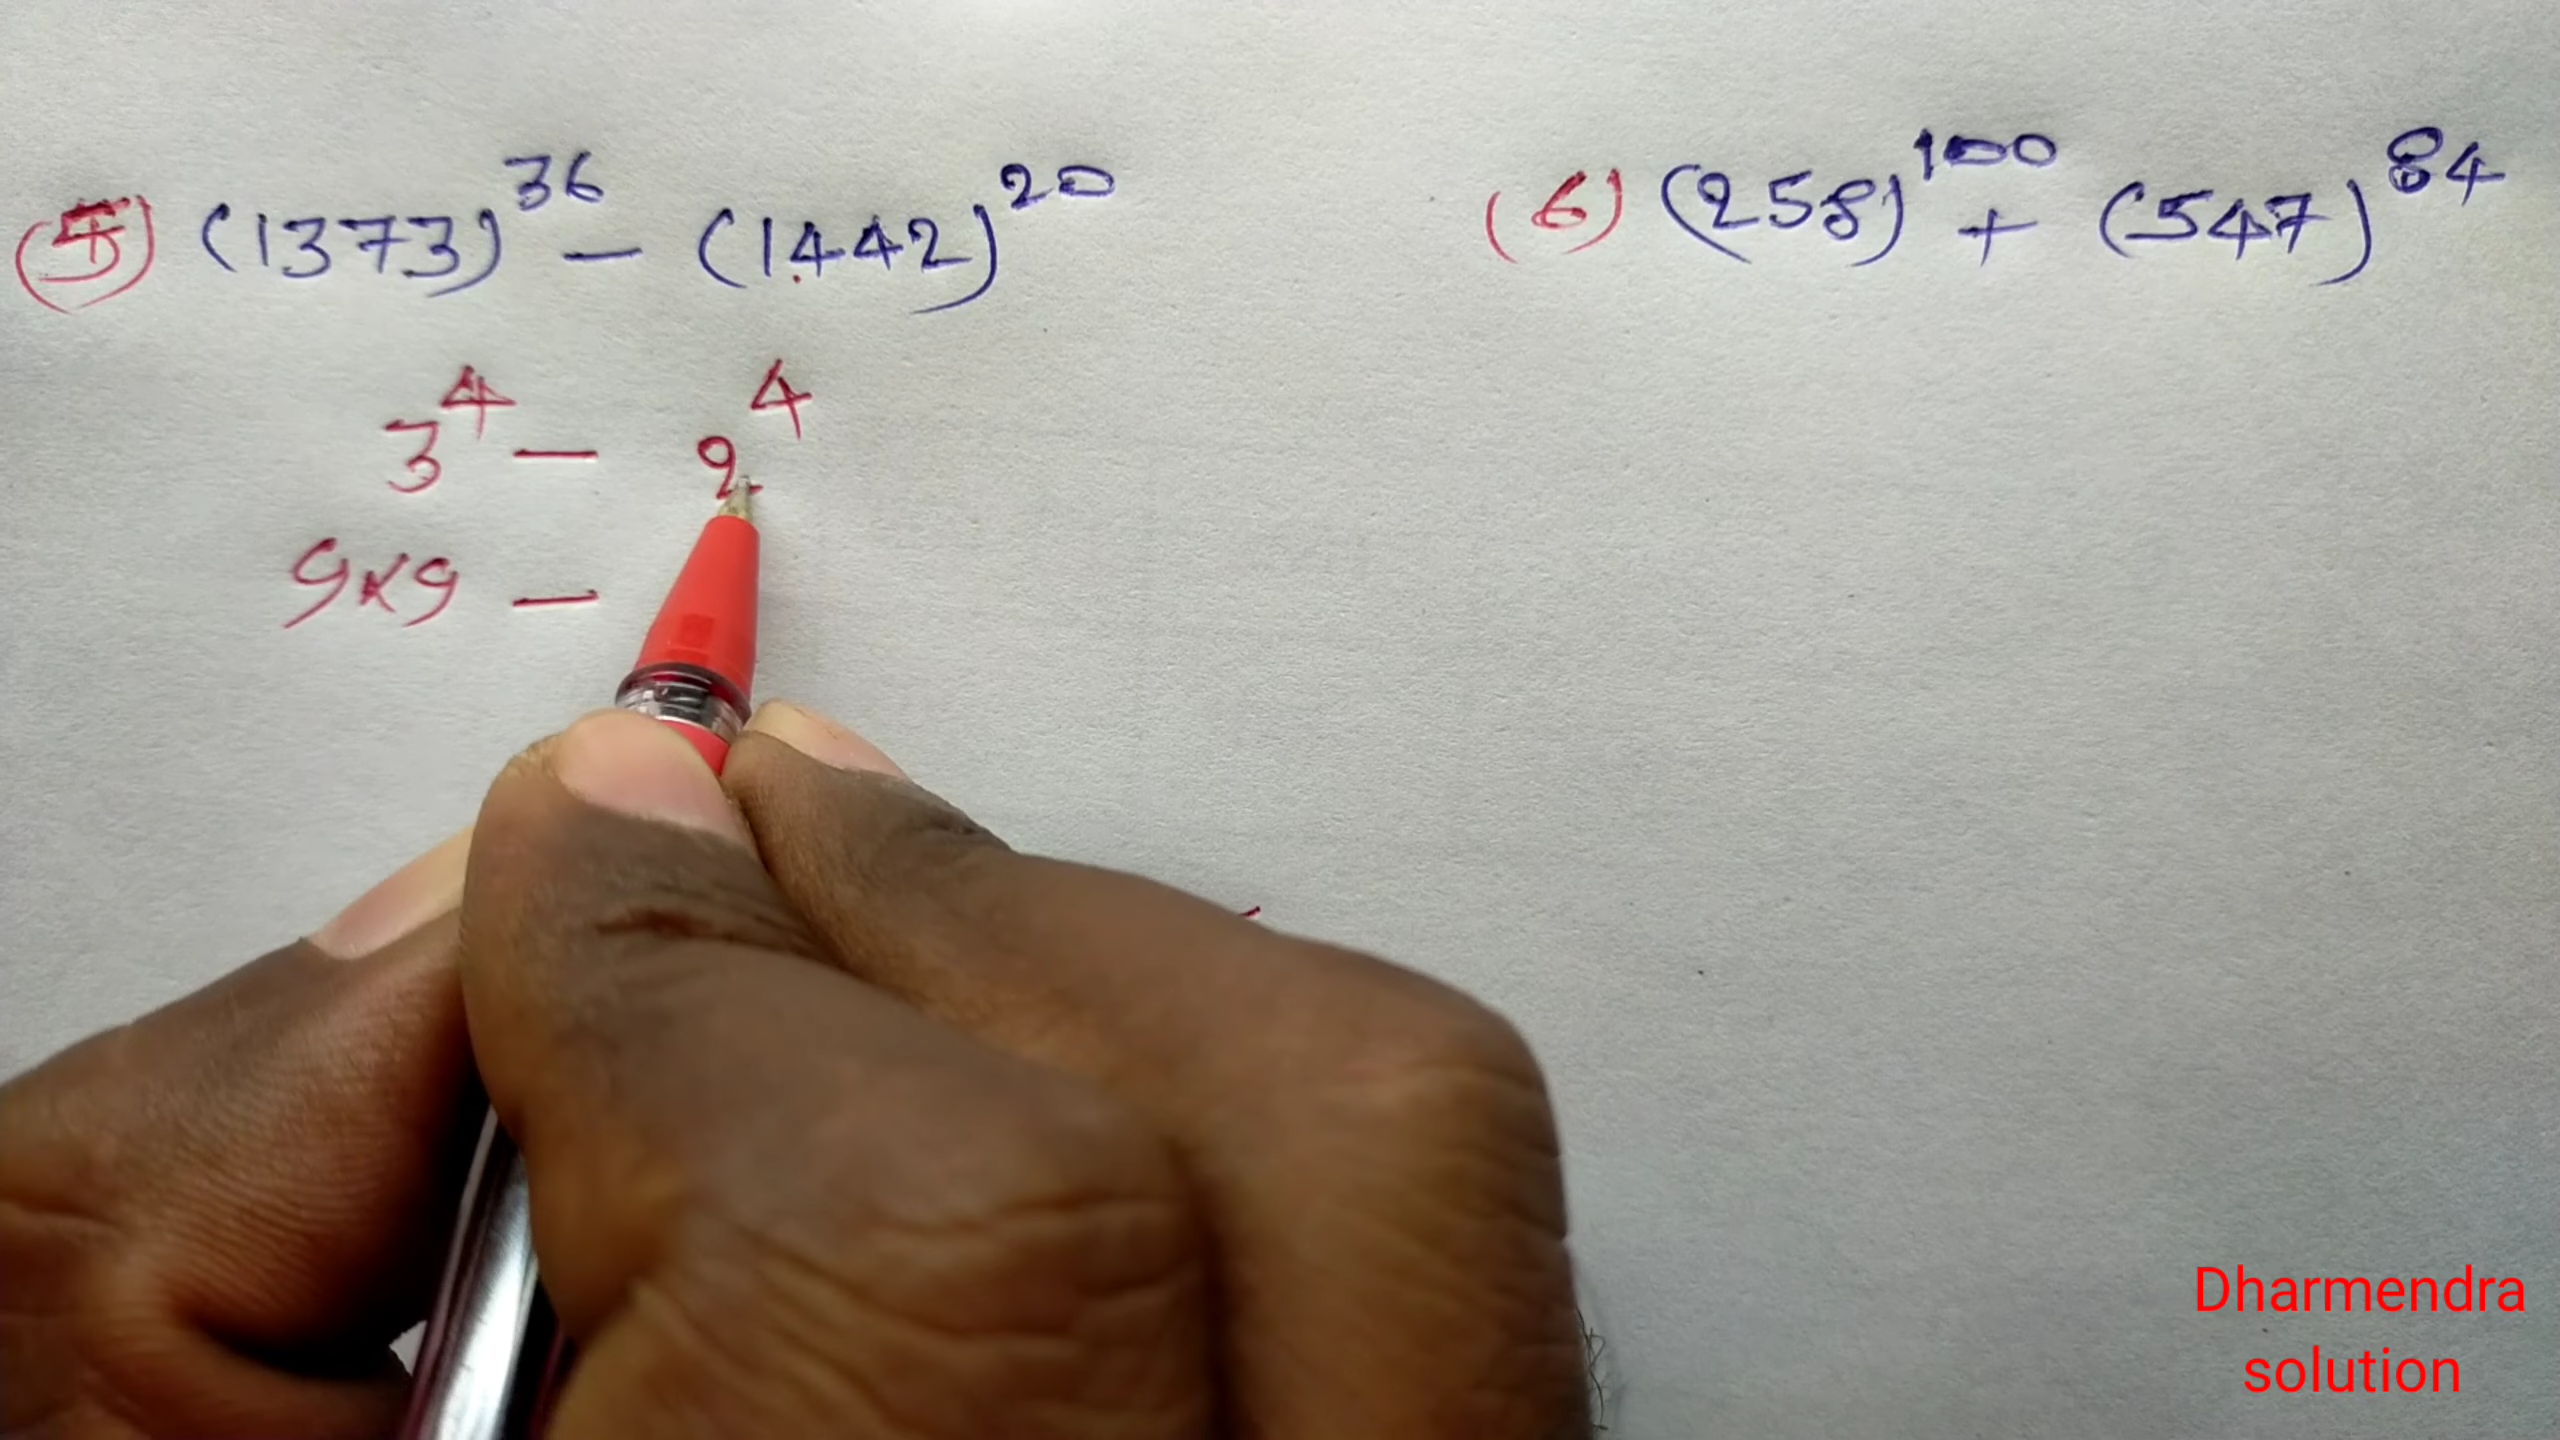 (5) (1373)^36 - (1442)^20
3^4 - 2^4
9×9 -
(6) (258)^100 + (547)^84
Dharmendra
solution